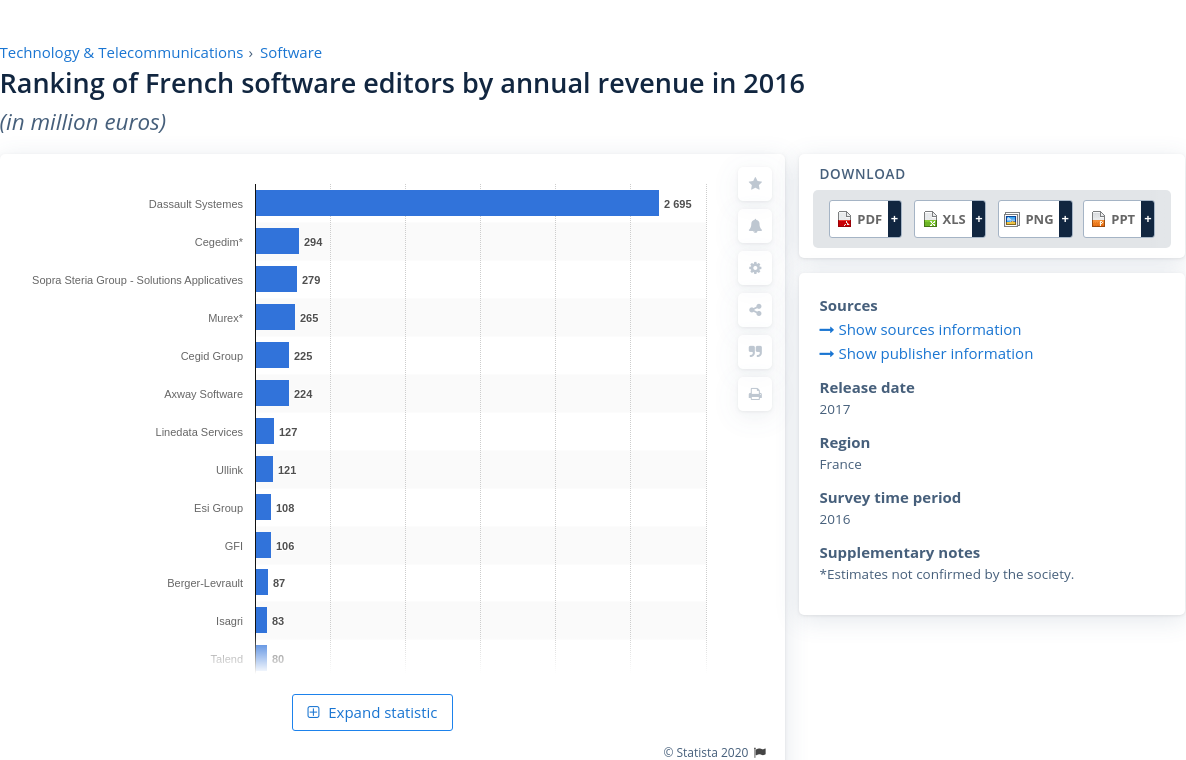 Technology & Telecommunications › Software
Ranking of French software editors by annual revenue in 2016
(in million euros)
Dassault Systemes 2 695
Cegedim* 294
Sopra Steria Group - Solutions Applicatives 279
Murex* 265
Cegid Group 225
Axway Software 224
Linedata Services 127
Ullink 121
Esi Group 108
GFI 106
Berger-Levrault 87
Isagri 83
Talend 80
Expand statistic
© Statista 2020
DOWNLOAD
PDF + XLS + PNG + PPT +
Sources
Show sources information
Show publisher information
Release date
2017
Region
France
Survey time period
2016
Supplementary notes
*Estimates not confirmed by the society.